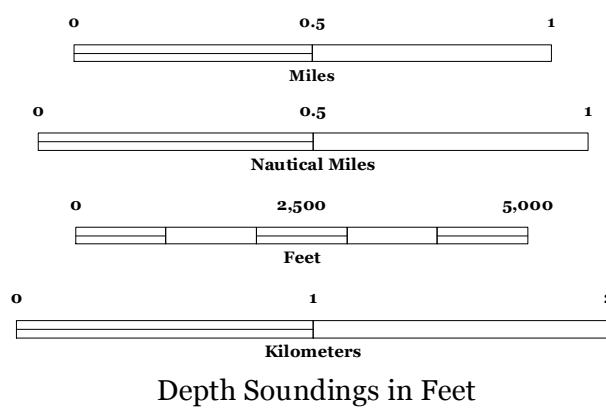 0 0.5 1
Miles
0 0.5 1
Nautical Miles
0 2,500 5,000
Feet
0 1 2
Kilometers
Depth Soundings in Feet